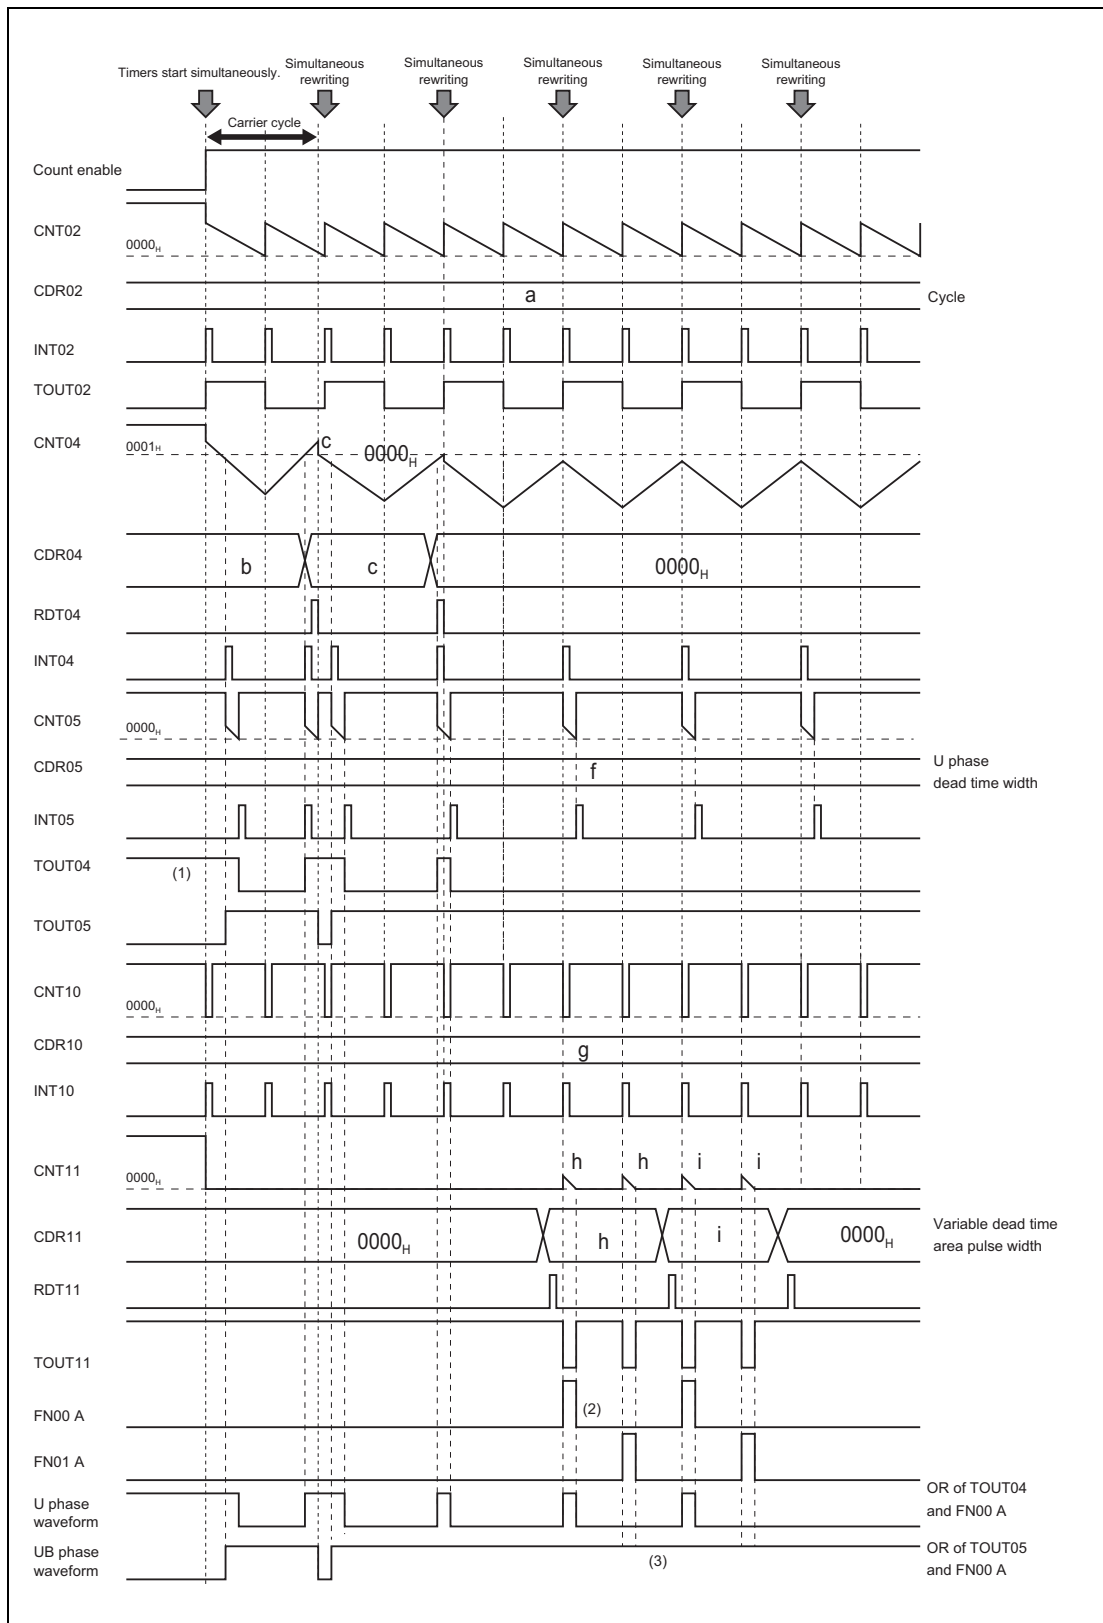 Timers start simultaneously.
Simultaneous
rewriting
Simultaneous
rewriting
Simultaneous
rewriting
Simultaneous
rewriting
Simultaneous
rewriting
Carrier cycle
Count enable
CNT02
0000H
CDR02
a
Cycle
INT02
TOUT02
CNT04
0001H
c
0000H
CDR04
b
c
0000H
RDT04
INT04
CNT05
0000H
CDR05
f
U phase
dead time width
INT05
TOUT04
(1)
TOUT05
CNT10
0000H
CDR10
g
INT10
CNT11
0000H
h
h
i
i
CDR11
0000H
h
i
0000H
Variable dead time
area pulse width
RDT11
TOUT11
FN00 A
(2)
FN01 A
U phase
waveform
OR of TOUT04
and FN00 A
UB phase
waveform
(3)
OR of TOUT05
and FN00 A